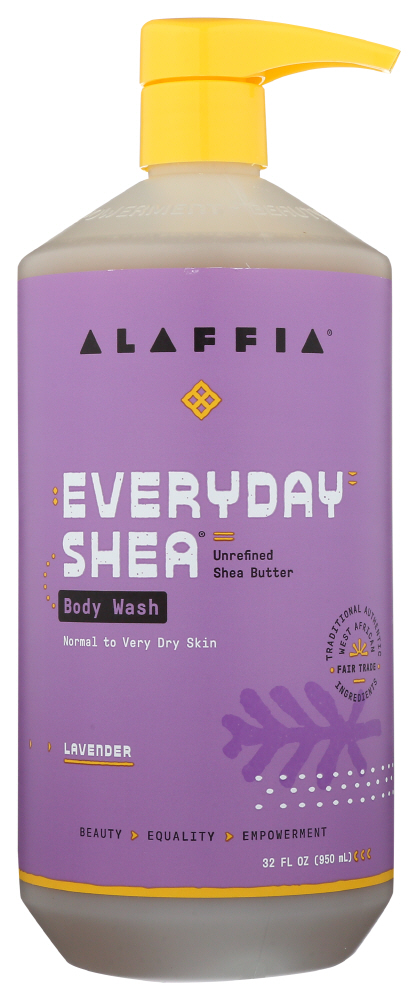 ALAFFIA®
EVERYDAY
SHEA®
Unrefined
Shea Butter
Body Wash
Normal to Very Dry Skin
TRADITIONAL AUTHENTIC
WEST AFRICAN
FAIR TRADE
INGREDIENTS
LAVENDER
BEAUTY > EQUALITY > EMPOWERMENT
32 FL OZ (950 mL)